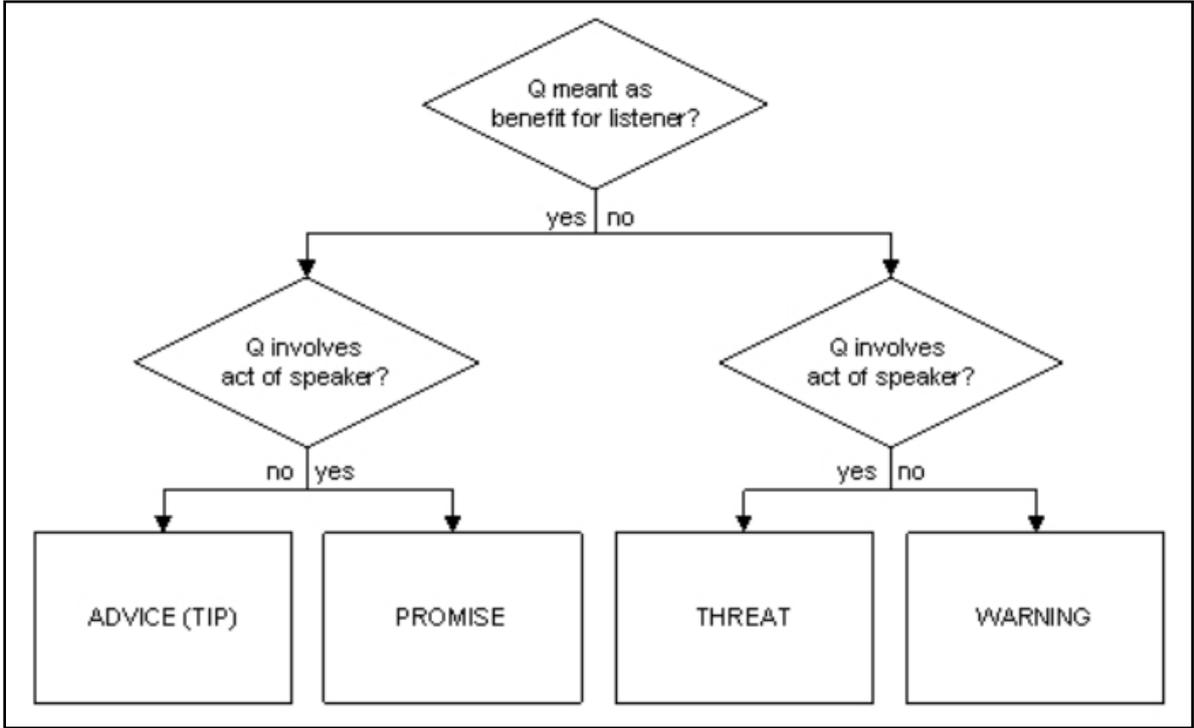 Q meant as
benefit for listener?
yes no
Q involves
act of speaker?
Q involves
act of speaker?
no yes
yes no
ADVICE (TIP)
PROMISE
THREAT
WARNING